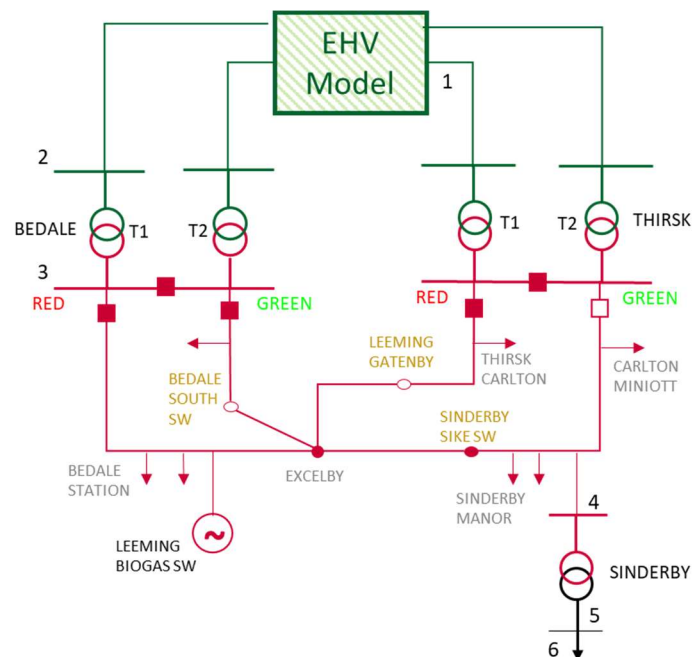 EHV
Model
1
2
BEDALE
T1
T2
T1
T2
THIRSK
3
RED
GREEN
RED
GREEN
LEEMING
GATENBY
THIRSK
CARLTON
CARLTON
MINIOTT
BEDALE
SOUTH
SW
SINDERBY
SIKE SW
BEDALE
STATION
EXCELBY
SINDERBY
MANOR
4
LEEMING
BIOGAS SW
SINDERBY
5
6